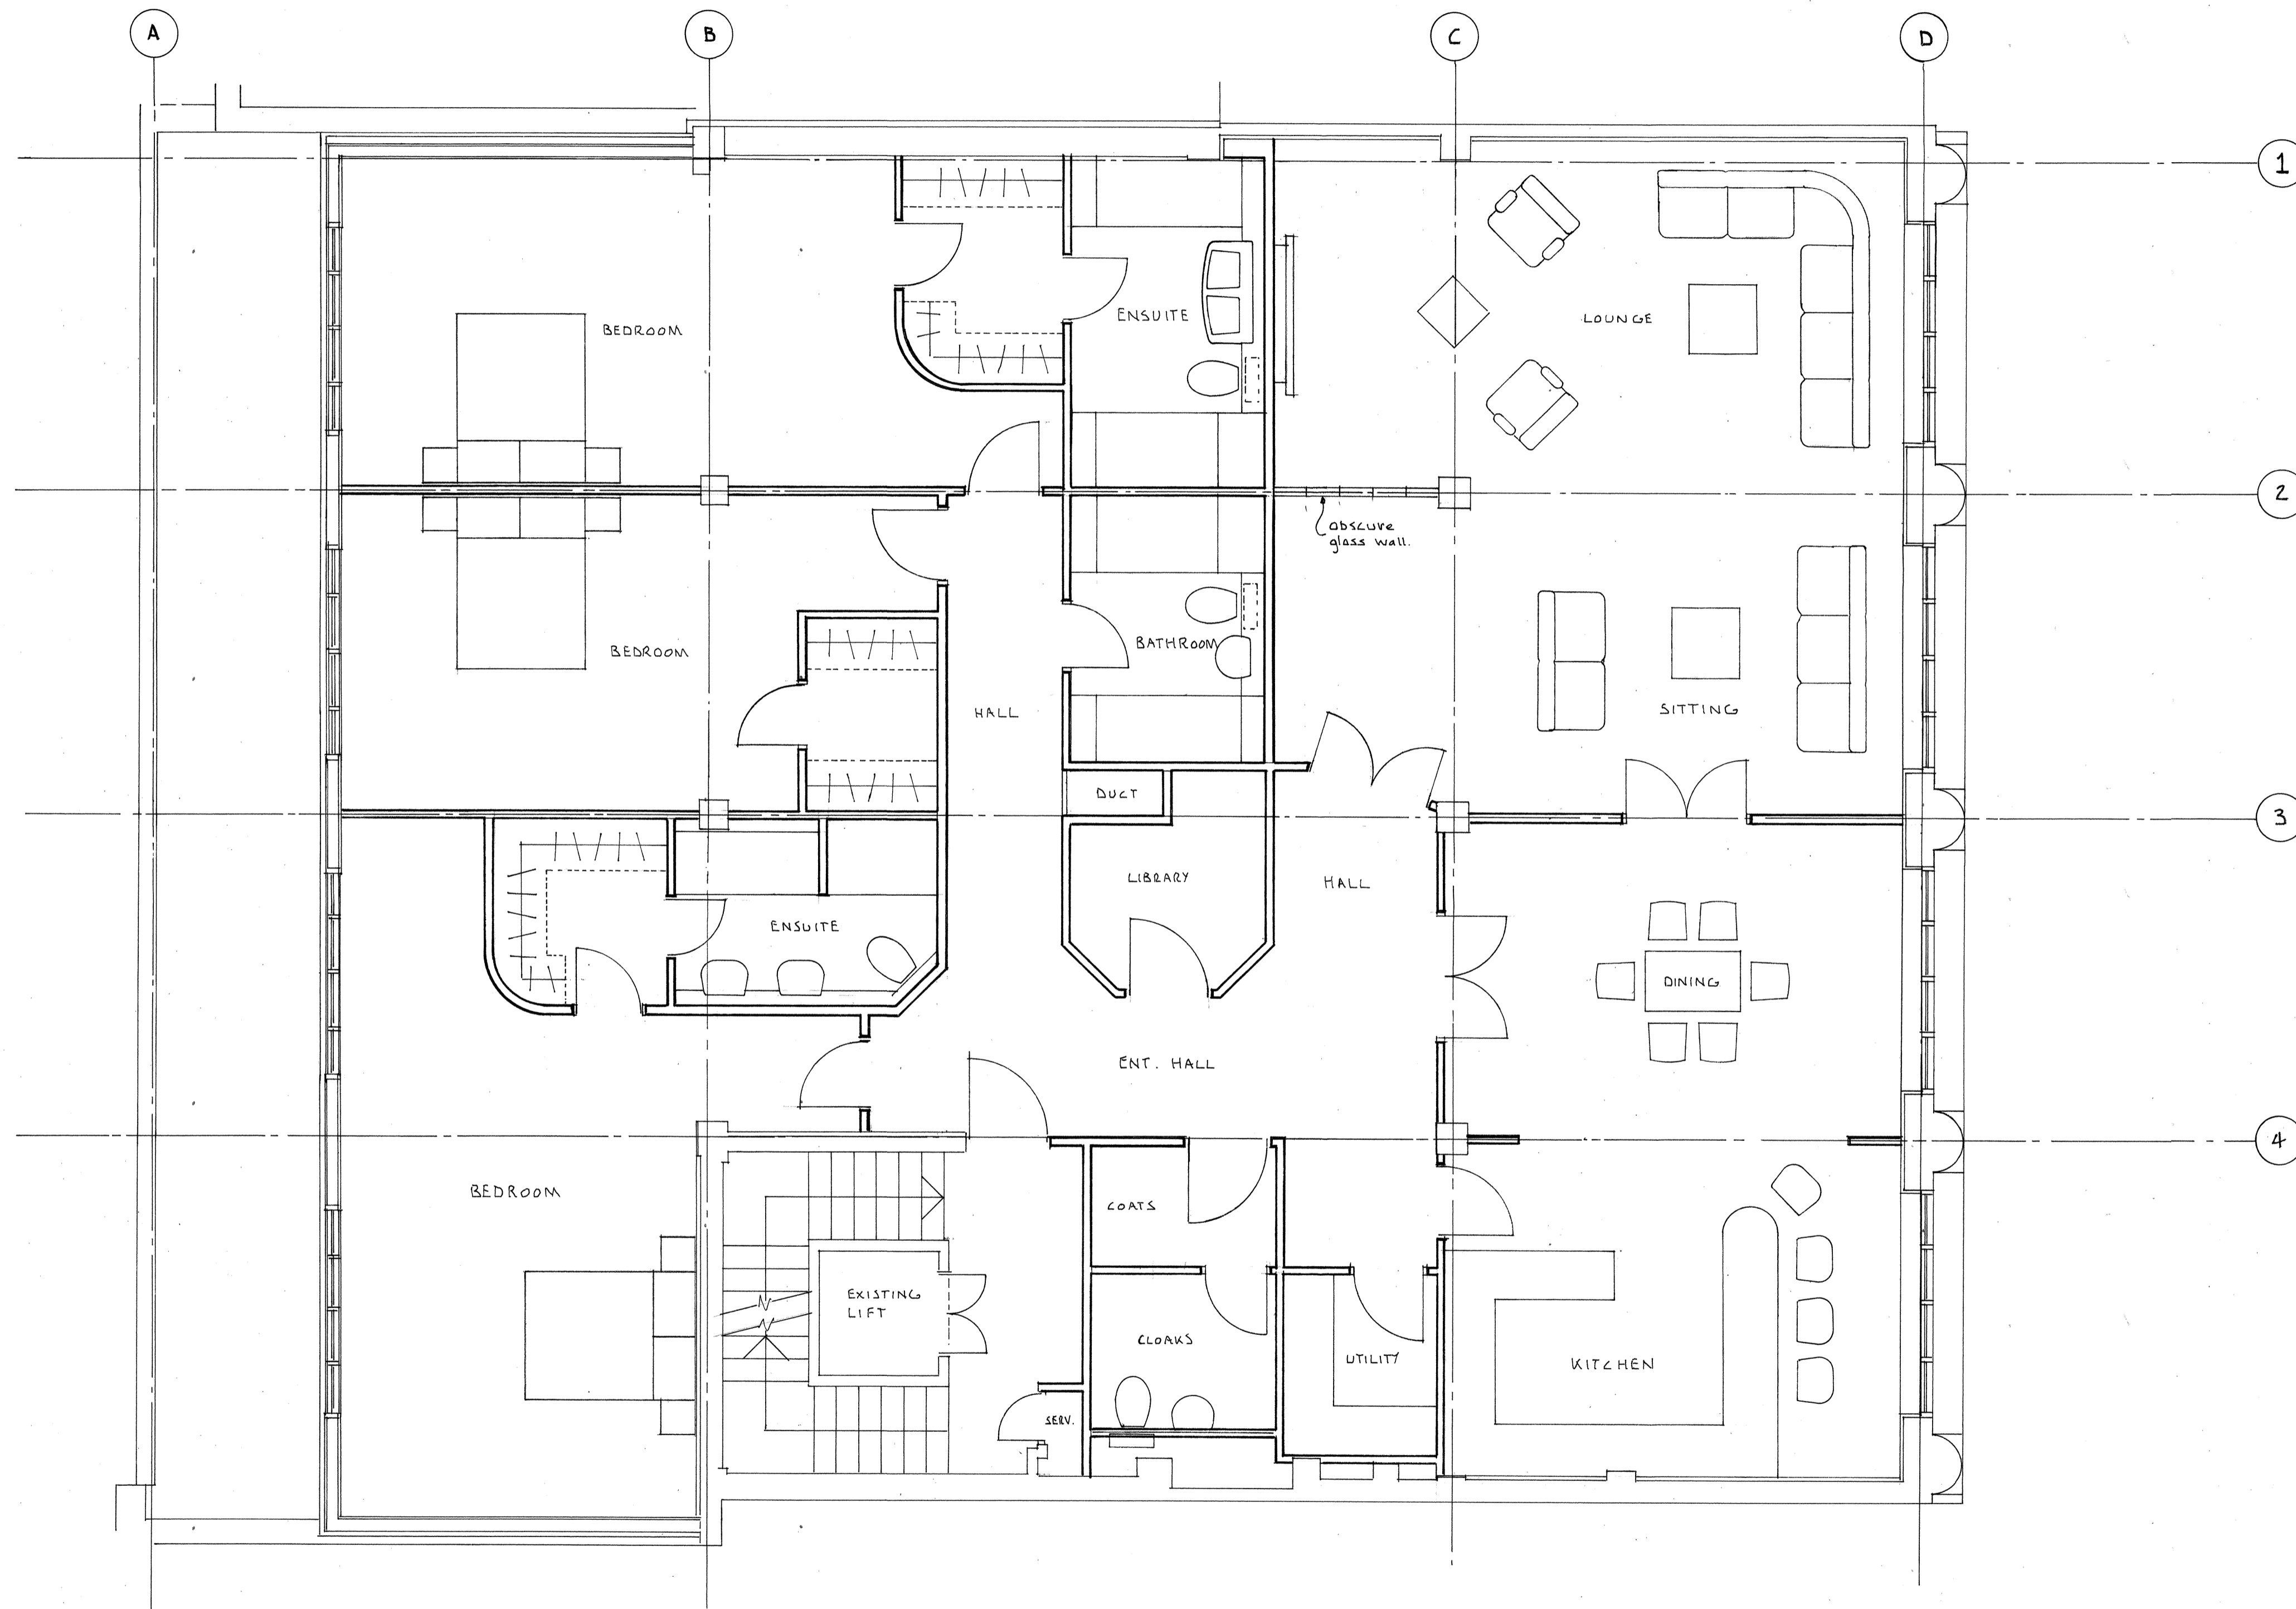 A
B
C
D
1
BEDROOM
ENSUITE
LOUNGE
2
obscure
glass wall.
BEDROOM
HALL
BATHROOM
SITTING
DUCT
3
LIBRARY
HALL
ENSUITE
DINING
ENT. HALL
4
BEDROOM
COATS
EXISTING
LIFT
CLOAKS
UTILITY
KITCHEN
SERV.